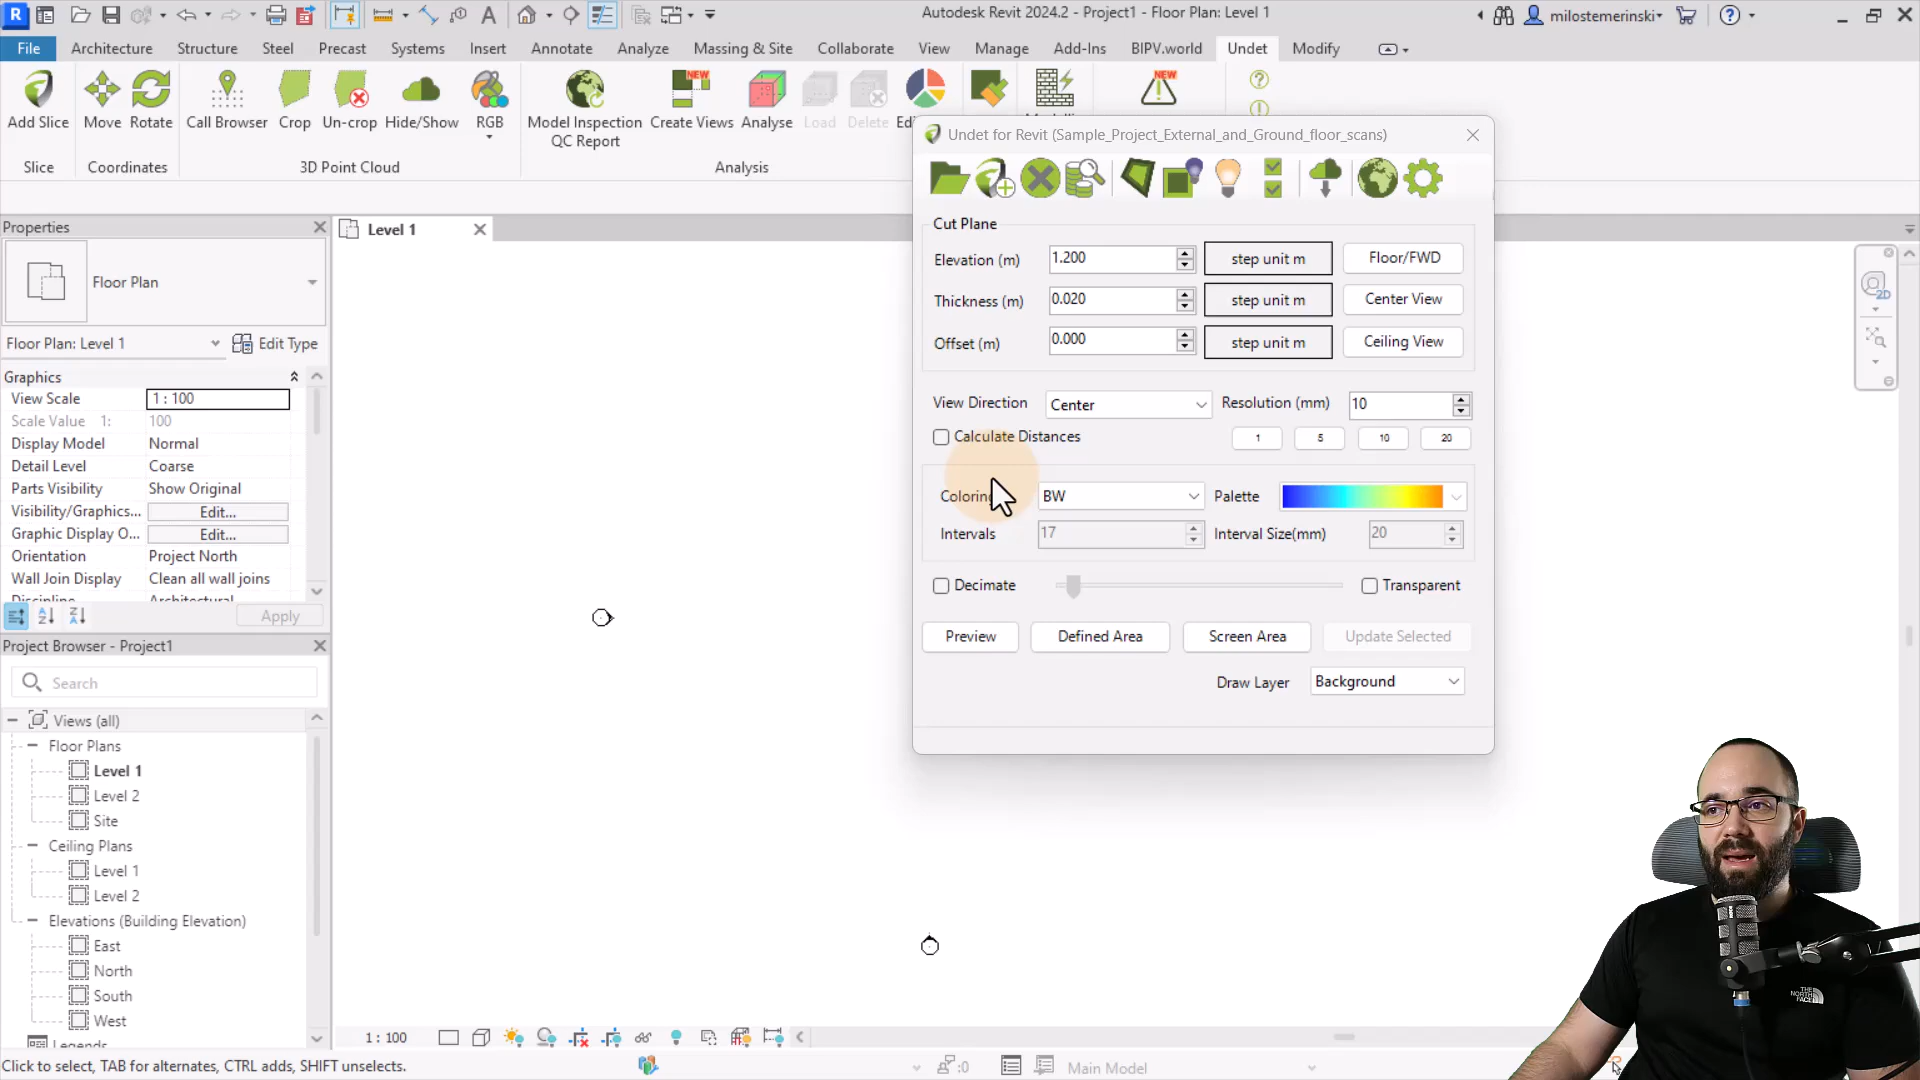 Autodesk Revit 2024.2 - Project1 - Floor Plan: Level 1
milostemerinski
File Architecture Structure Steel Precast Systems Insert Annotate Analyze Massing & Site Collaborate View Manage Add-Ins BIPV.world Undet Modify
NEW NEW
Add Slice Move Rotate Call Browser Crop Un-crop Hide/Show RGB Model Inspection Create Views Analyse Load Delete
QC Report
Slice Coordinates 3D Point Cloud Analysis
Undet for Revit (Sample_Project_External_and_Ground_floor_scans)
Cut Plane
Elevation (m) 1.200 step unit m Floor/FWD
Thickness (m) 0.020 step unit m Center View
Offset (m) 0.000 step unit m Ceiling View
View Direction Center Resolution (mm) 10
Calculate Distances 1 5 10 20
Coloring BW Palette
Intervals 17 Interval Size(mm) 20
Decimate Transparent
Preview Defined Area Screen Area Update Selected
Draw Layer Background
Properties
Level 1
Floor Plan
Floor Plan: Level 1 Edit Type
Graphics
View Scale 1 : 100
Scale Value 1: 100
Display Model Normal
Detail Level Coarse
Parts Visibility Show Original
Visibility/Graphics... Edit...
Graphic Display O... Edit...
Orientation Project North
Wall Join Display Clean all wall joins
Discipline Architectural
Apply
Project Browser - Project1
Search
Views (all)
Floor Plans
Level 1
Level 2
Site
Ceiling Plans
Level 1
Level 2
Elevations (Building Elevation)
East
North
South
West
Legends
2D
1 : 100
Click to select, TAB for alternates, CTRL adds, SHIFT unselects.
:0
Main Model
THE
NORTH
FACE